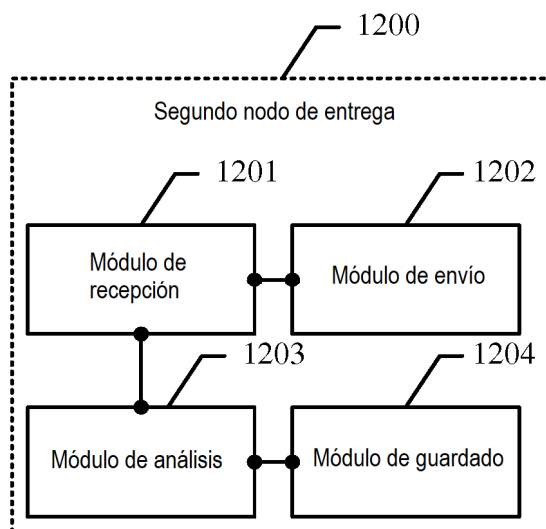 1200
Segundo nodo de entrega
1201
1202
Módulo de
recepción
Módulo de envío
1203
1204
Módulo de análisis
Módulo de guardado